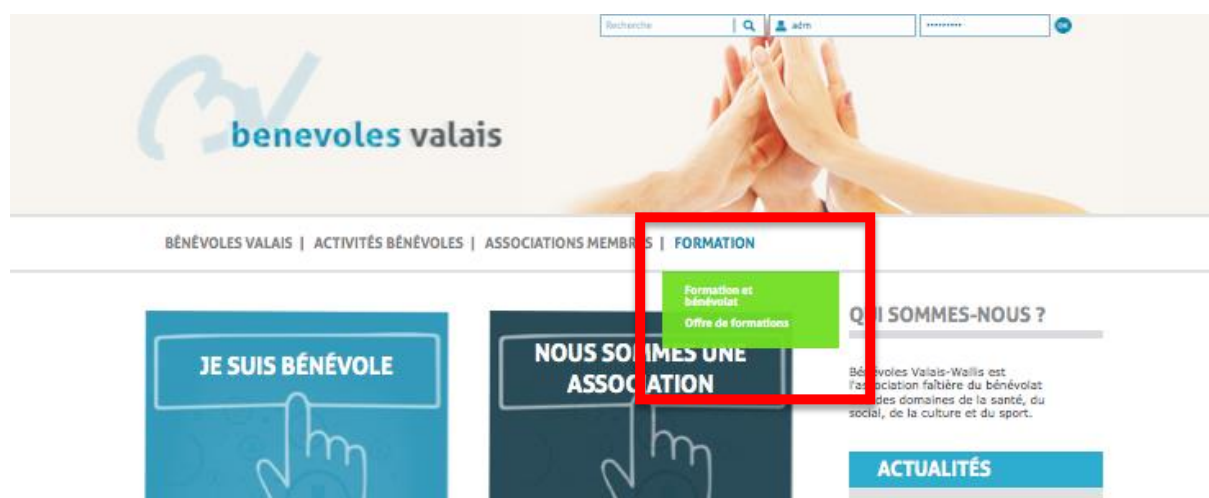 Recherche
adm
OK
benevoles valais
BÉNÉVOLES VALAIS | ACTIVITÉS BÉNÉVOLES | ASSOCIATIONS MEMBRES | FORMATION
Formation et
bénévolat
Offre de formations
JE SUIS BÉNÉVOLE
NOUS SOMMES UNE
ASSOCIATION
QUI SOMMES-NOUS ?
Bénévoles Valais-Wallis est
l'association faîtière du bénévolat
des domaines de la santé, du
social, de la culture et du sport.
ACTUALITÉS